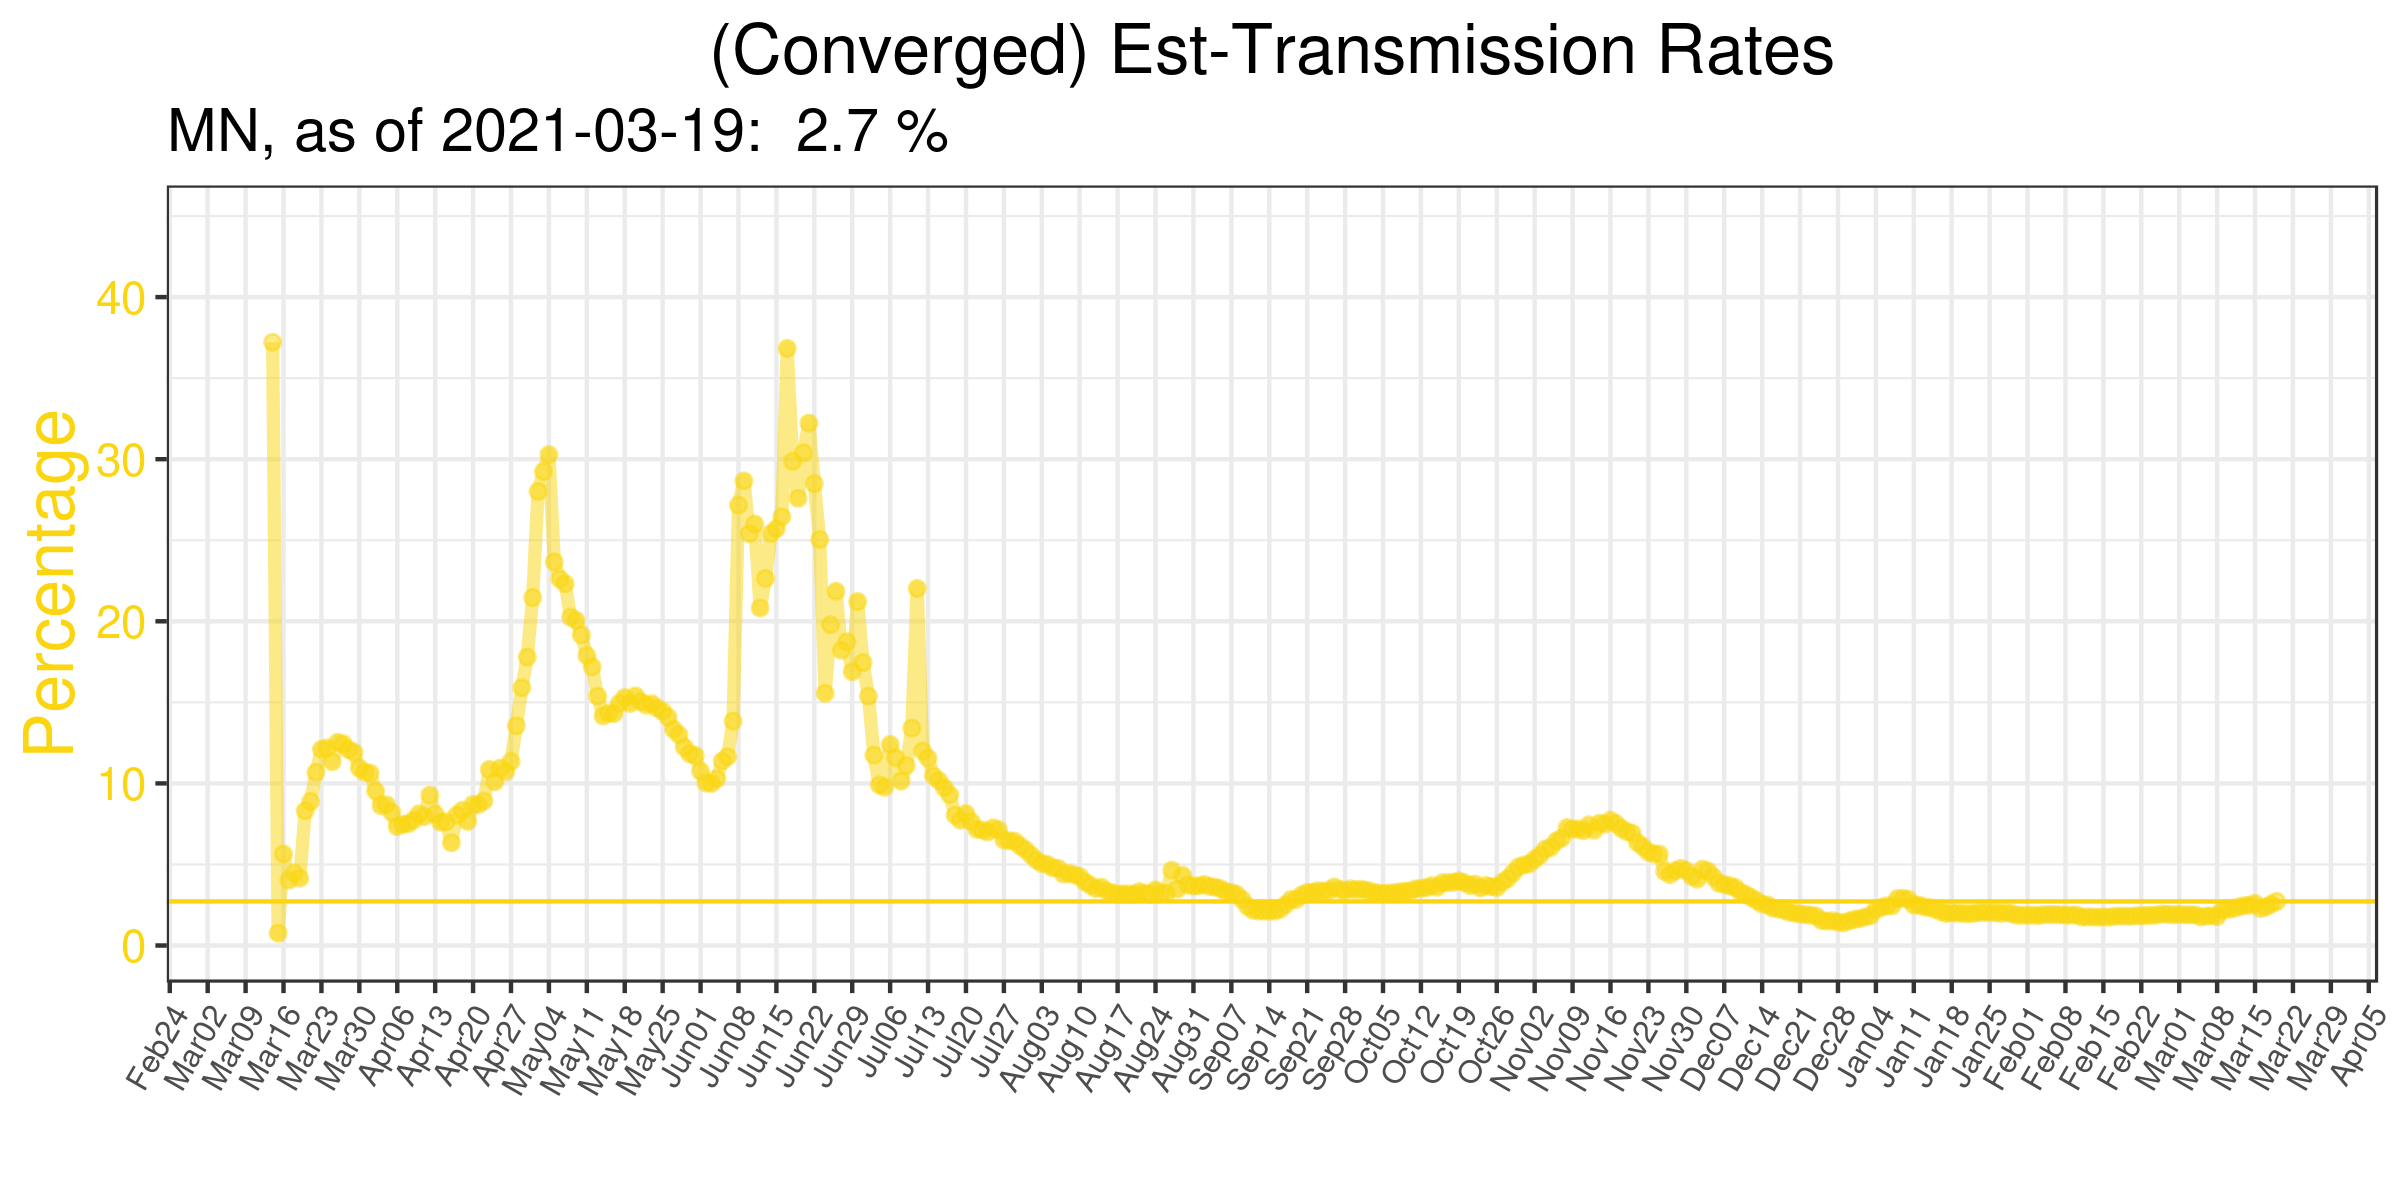 (Converged) Est-Transmission Rates
MN, as of 2021-03-19:  2.7 %
Percentage
40
30
20
10
0
Feb24
Mar02
Mar09
Mar16
Mar23
Mar30
Apr06
Apr13
Apr20
Apr27
May04
May11
May18
May25
Jun01
Jun08
Jun15
Jun22
Jun29
Jul06
Jul13
Jul20
Jul27
Aug03
Aug10
Aug17
Aug24
Aug31
Sep07
Sep14
Sep21
Sep28
Oct05
Oct12
Oct19
Oct26
Nov02
Nov09
Nov16
Nov23
Nov30
Dec07
Dec14
Dec21
Dec28
Jan04
Jan11
Jan18
Jan25
Feb01
Feb08
Feb15
Feb22
Mar01
Mar08
Mar15
Mar22
Mar29
Apr05